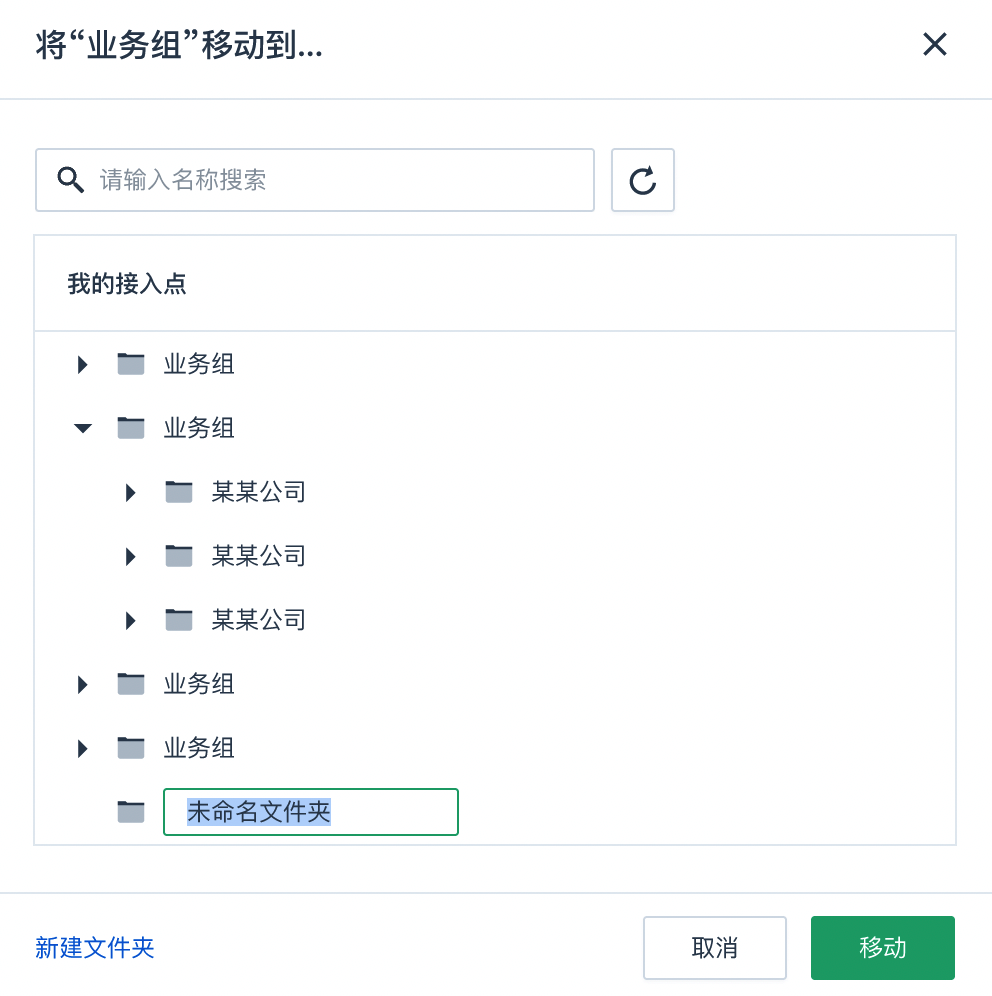 将“业务组”移动到...
请输入名称搜索
我的接入点
业务组
业务组
某某公司
某某公司
某某公司
业务组
业务组
未命名文件夹
新建文件夹
取消
移动